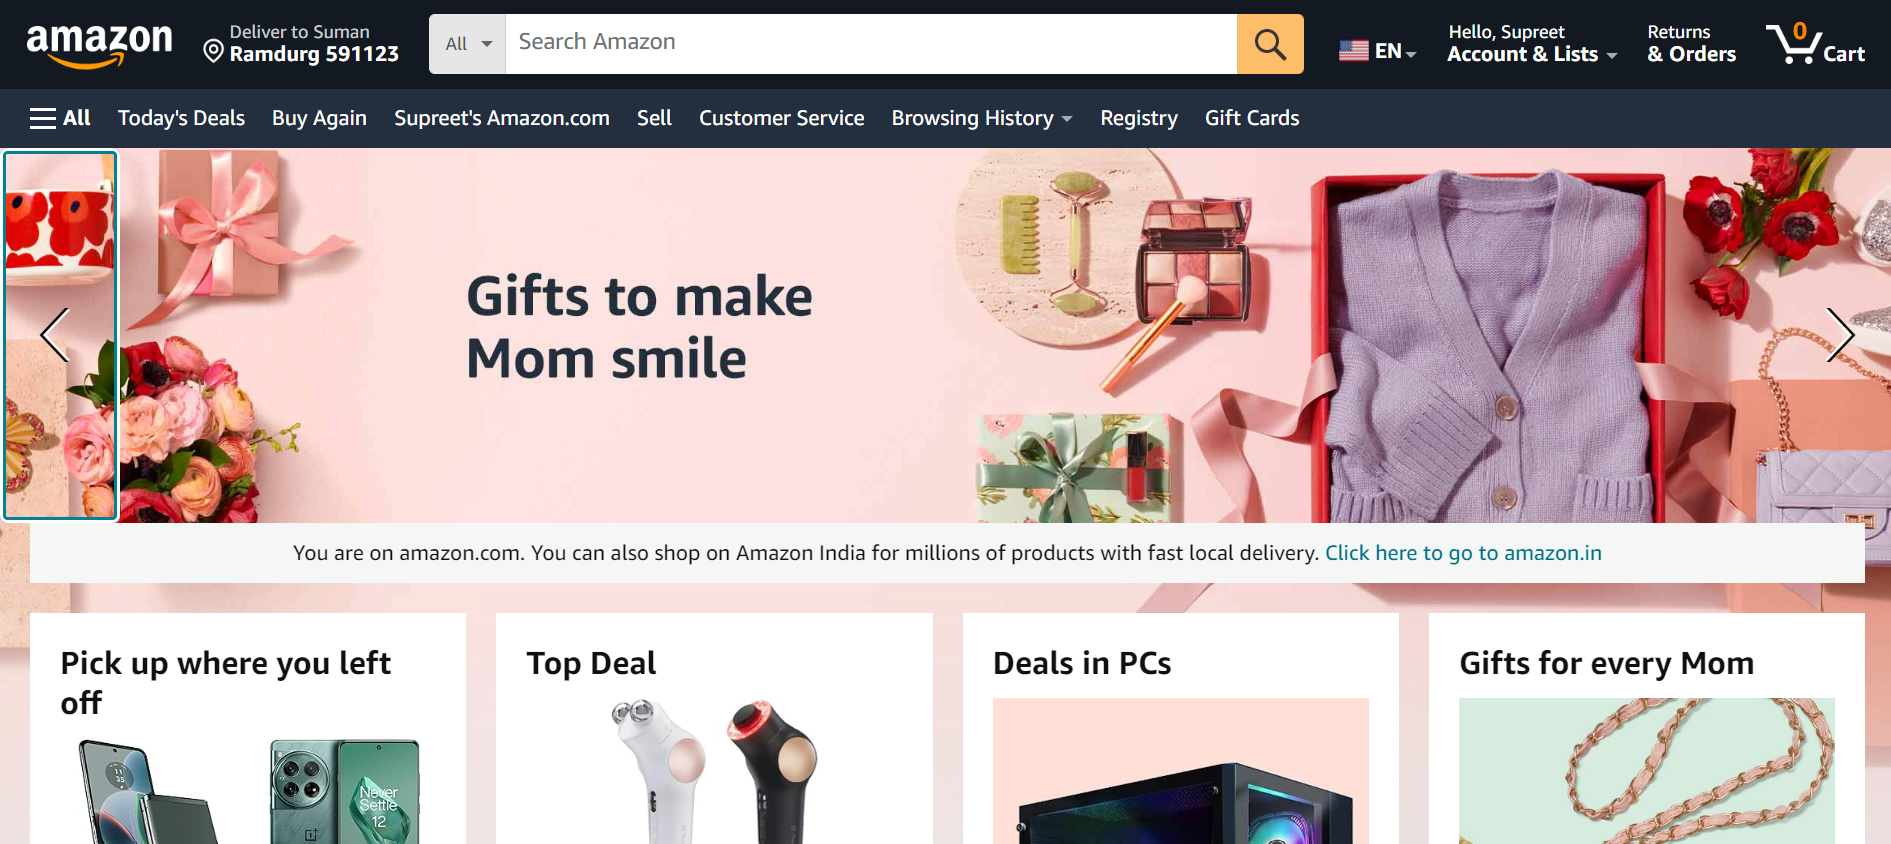 amazon
Deliver to Suman
Ramdurg 591123
All
Search Amazon
EN
Hello, Supreet
Account & Lists
Returns
& Orders
0
Cart
All
Today's Deals
Buy Again
Supreet's Amazon.com
Sell
Customer Service
Browsing History
Registry
Gift Cards
Gifts to make
Mom smile
You are on amazon.com. You can also shop on Amazon India for millions of products with fast local delivery. Click here to go to amazon.in
Pick up where you left
off
Top Deal
Deals in PCs
Gifts for every Mom
11
35
Never
Settle
12